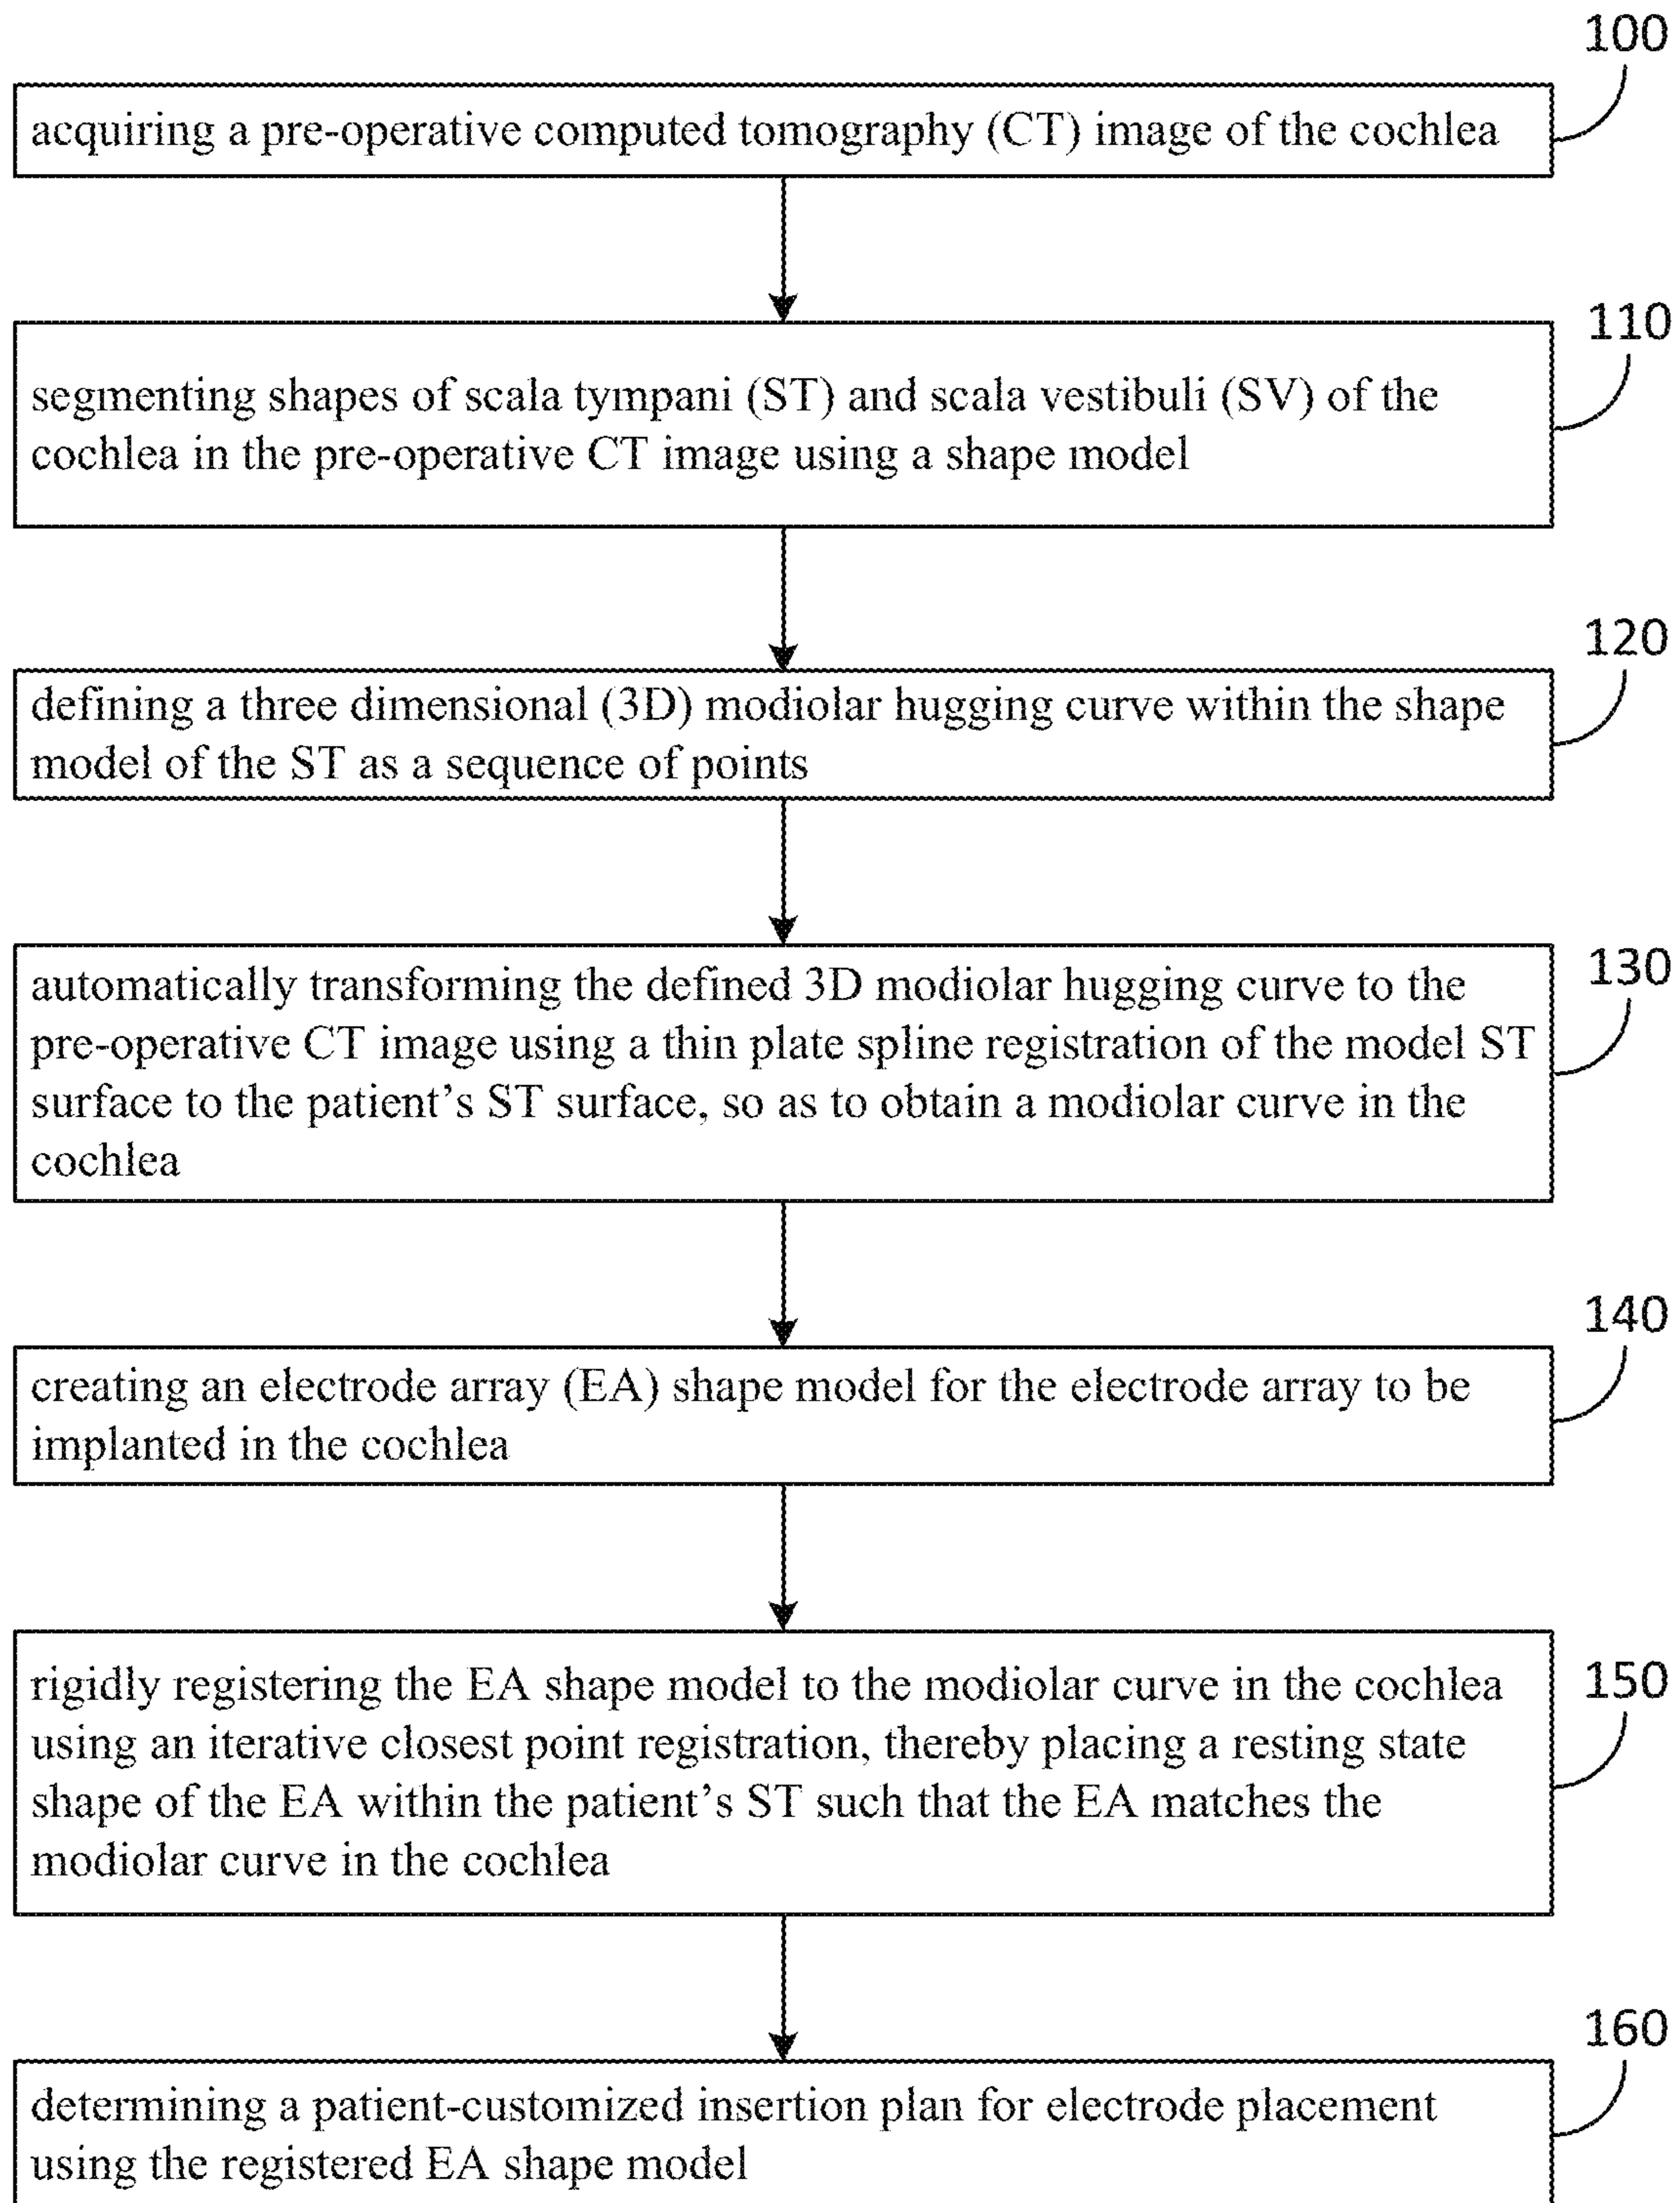 100
acquiring a pre-operative computed tomography (CT) image of the cochlea
110
segmenting shapes of scala tympani (ST) and scala vestibuli (SV) of the
cochlea in the pre-operative CT image using a shape model
120
defining a three dimensional (3D) modiolar hugging curve within the shape
model of the ST as a sequence of points
130
automatically transforming the defined 3D modiolar hugging curve to the
pre-operative CT image using a thin plate spline registration of the model ST
surface to the patient’s ST surface, so as to obtain a modiolar curve in the
cochlea
140
creating an electrode array (EA) shape model for the electrode array to be
implanted in the cochlea
150
rigidly registering the EA shape model to the modiolar curve in the cochlea
using an iterative closest point registration, thereby placing a resting state
shape of the EA within the patient’s ST such that the EA matches the
modiolar curve in the cochlea
160
determining a patient-customized insertion plan for electrode placement
using the registered EA shape model